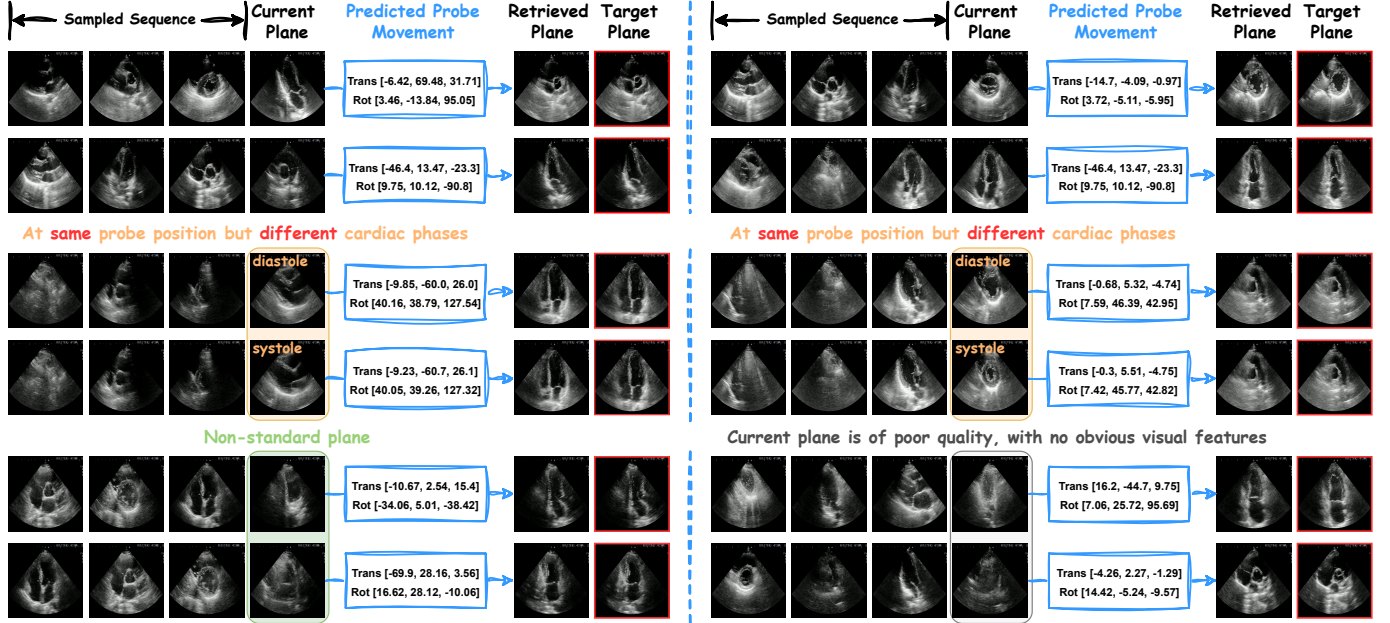 Sampled Sequence
Current Plane
Predicted Probe Movement
Retrieved Plane
Target Plane
Trans [-6.42, 69.48, 31.71]
Rot [3.46, -13.84, 95.05]
Trans [-46.4, 13.47, -23.3]
Rot [9.75, 10.12, -90.8]
At same probe position but different cardiac phases
diastole
Trans [-9.85, -60.0, 26.0]
Rot [40.16, 38.79, 127.54]
systole
Trans [-9.23, -60.7, 26.1]
Rot [40.05, 39.26, 127.32]
Non-standard plane
Trans [-10.67, 2.54, 15.4]
Rot [-34.06, 5.01, -38.42]
Trans [-69.9, 28.16, 3.56]
Rot [16.62, 28.12, -10.06]
Sampled Sequence
Current Plane
Predicted Probe Movement
Retrieved Plane
Target Plane
Trans [-14.7, -4.09, -0.97]
Rot [3.72, -5.11, -5.95]
Trans [-46.4, 13.47, -23.3]
Rot [9.75, 10.12, -90.8]
At same probe position but different cardiac phases
diastole
Trans [-0.68, 5.32, -4.74]
Rot [7.59, 46.39, 42.95]
systole
Trans [-0.3, 5.51, -4.75]
Rot [7.42, 45.77, 42.82]
Current plane is of poor quality, with no obvious visual features
Trans [16.2, -44.7, 9.75]
Rot [7.06, 25.72, 95.69]
Trans [-4.26, 2.27, -1.29]
Rot [14.42, -5.24, -9.57]